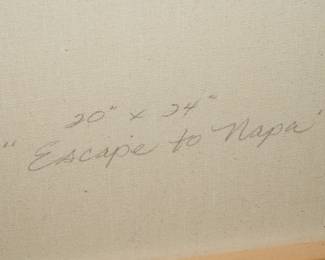 20" x 24"
"Escape to Napa"